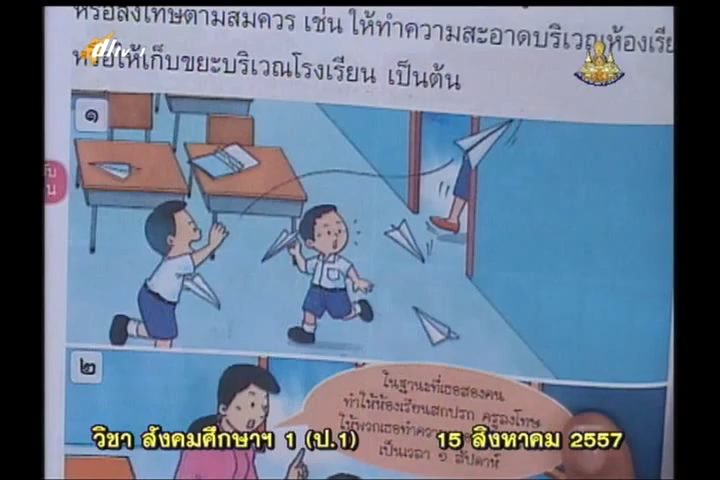 หรือลงโทษตามสมควร เช่น ให้ทำความสะอาดบริเวณห้องเรีย
หรือให้เก็บขยะบริเวณโรงเรียน เป็นต้น
๑
๒
ในฐานะที่เธอสองคน
ทำให้ห้องเรียนสกปรก ครูลงโทษ
ให้พวกเธอทำความ
เป็นเวลา ๑ สัปดาห์
วิชา สังคมศึกษาฯ 1 (ป.1) 15 สิงหาคม 2557